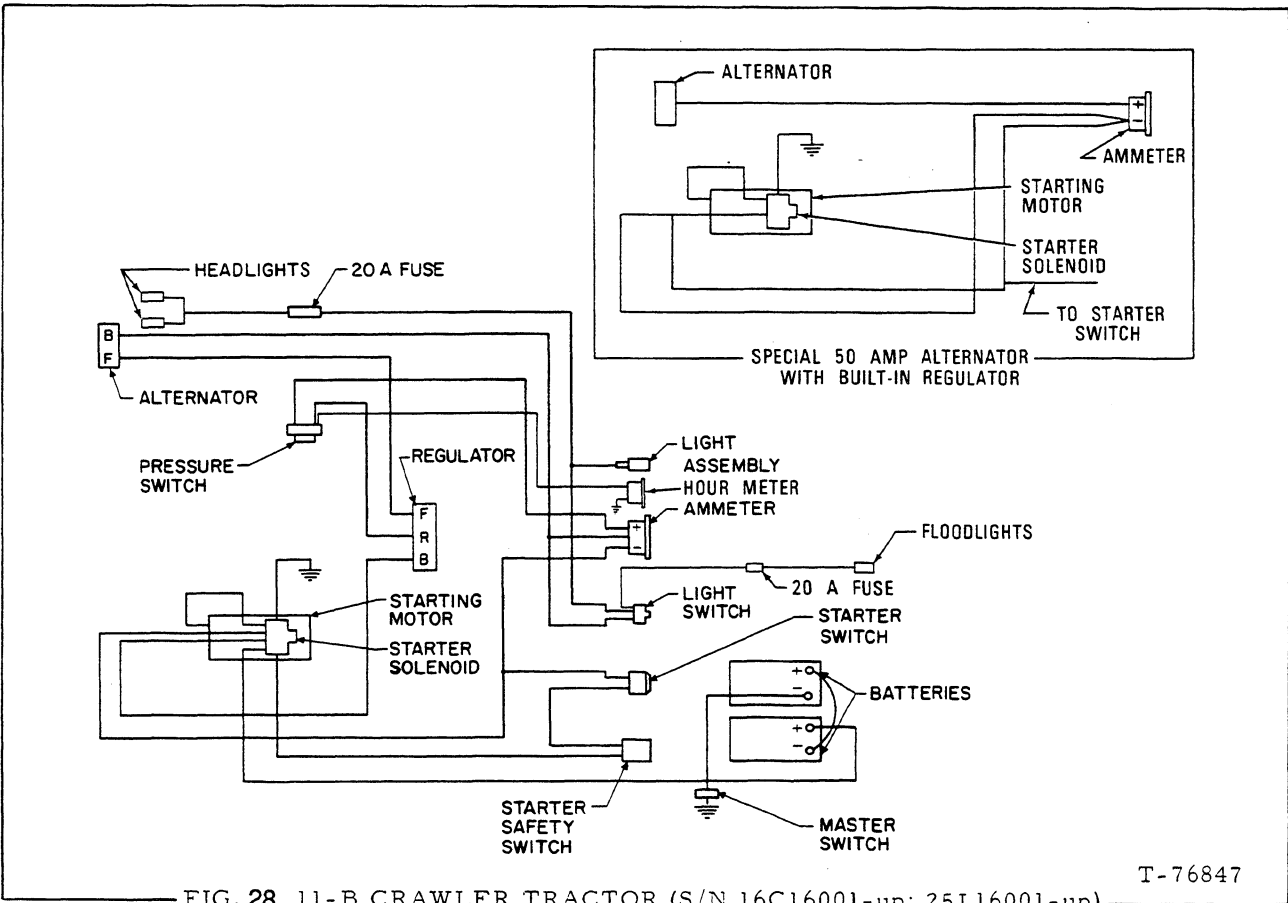 ALTERNATOR
+
-
AMMETER
STARTING
MOTOR
STARTER
SOLENOID
TO STARTER
SWITCH
SPECIAL 50 AMP ALTERNATOR
WITH BUILT-IN REGULATOR
HEADLIGHTS
20 A FUSE
B
F
ALTERNATOR
PRESSURE
SWITCH
REGULATOR
F
R
B
LIGHT
ASSEMBLY
HOUR METER
AMMETER
+
-
FLOODLIGHTS
20 A FUSE
LIGHT
SWITCH
STARTER
SWITCH
STARTING
MOTOR
STARTER
SOLENOID
+
-
BATTERIES
+
-
STARTER
SAFETY
SWITCH
MASTER
SWITCH
T-76847
FIG. 28 11-B CRAWLER TRACTOR (S/N 16C16001-up; 25L16001-up)